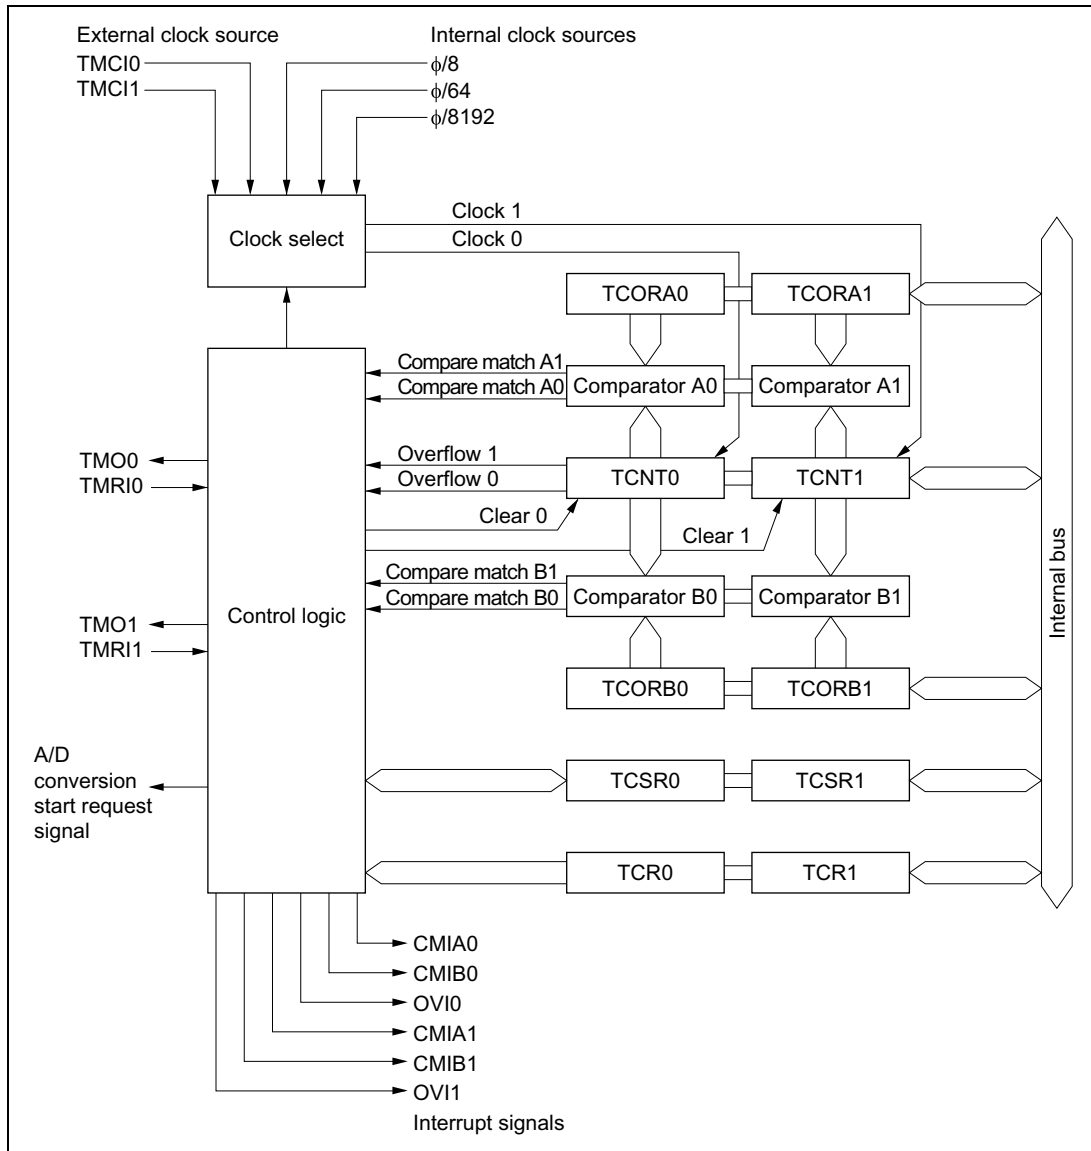 External clock source
Internal clock sources
TMCI0
TMCI1
ϕ/8
ϕ/64
ϕ/8192
Clock select
Clock 1
Clock 0
TCORA0
TCORA1
Compare match A1
Compare match A0
Comparator A0
Comparator A1
TMO0
TMRI0
Overflow 1
Overflow 0
TCNT0
TCNT1
Clear 0
Clear 1
Compare match B1
Compare match B0
Comparator B0
Comparator B1
Control logic
TMO1
TMRI1
TCORB0
TCORB1
Internal bus
A/D
conversion
start request
signal
TCSR0
TCSR1
TCR0
TCR1
CMIA0
CMIB0
OVI0
CMIA1
CMIB1
OVI1
Interrupt signals